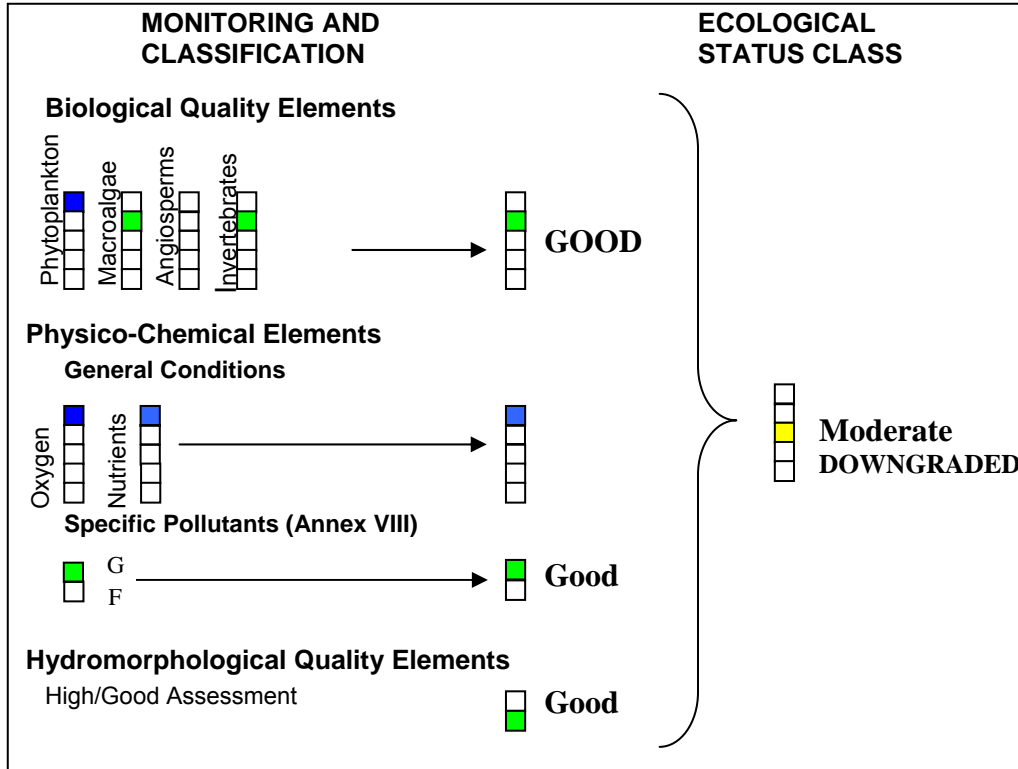 MONITORING AND
CLASSIFICATION
ECOLOGICAL
STATUS CLASS
Biological Quality Elements
Phytoplankton
Macroalgae
Angiosperms
Invertebrates
GOOD
Physico-Chemical Elements
General Conditions
Oxygen
Nutrients
Moderate
DOWNGRADED
Specific Pollutants (Annex VIII)
G
F
Good
Hydromorphological Quality Elements
High/Good Assessment
Good